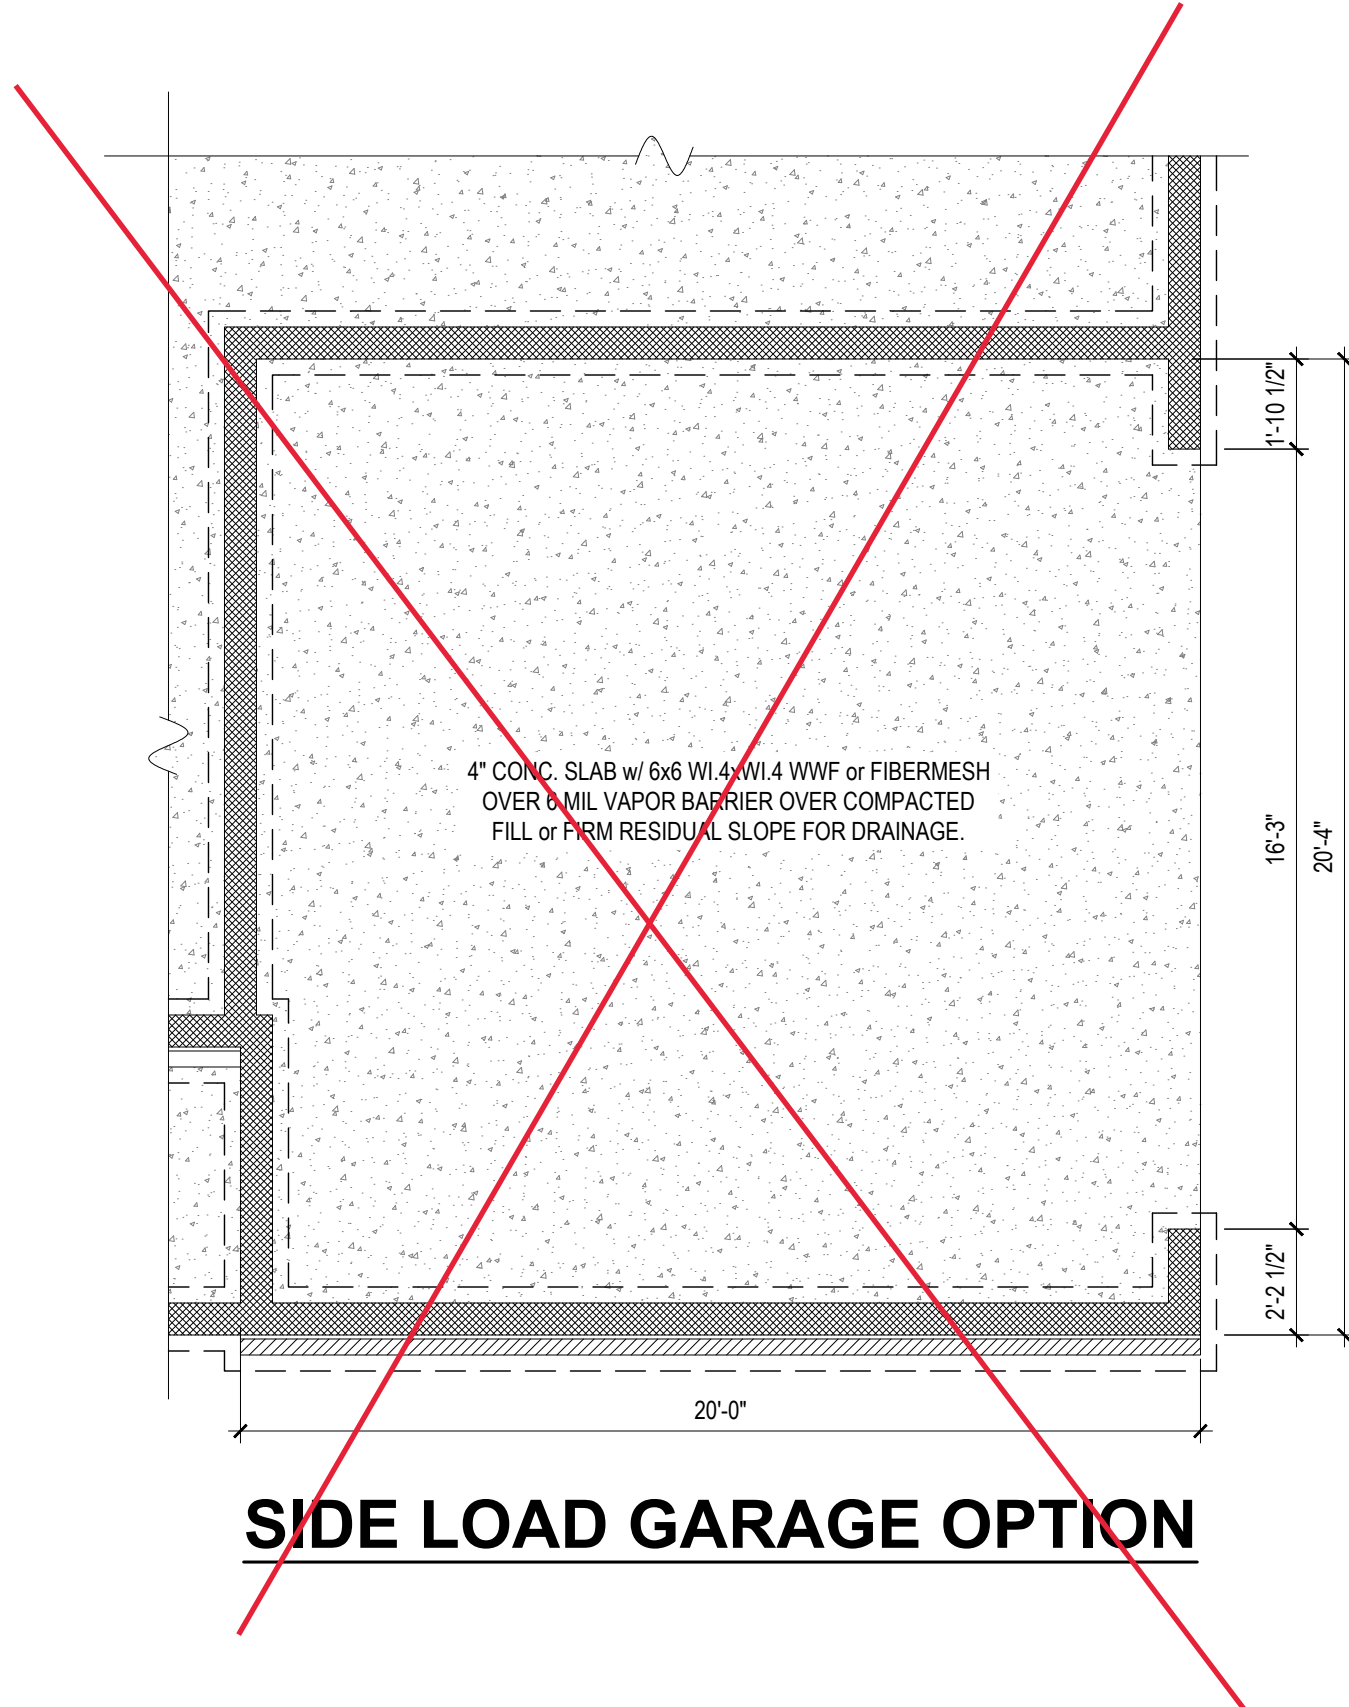 1'-10 1/2"
4" CONC. SLAB w/ 6x6 WI.4xWI.4 WWF or FIBERMESH
OVER 6 MIL VAPOR BARRIER OVER COMPACTED
FILL or FIRM RESIDUAL SLOPE FOR DRAINAGE.
16'-3"
20'-4"
2'-2 1/2"
20'-0"
SIDE LOAD GARAGE OPTION